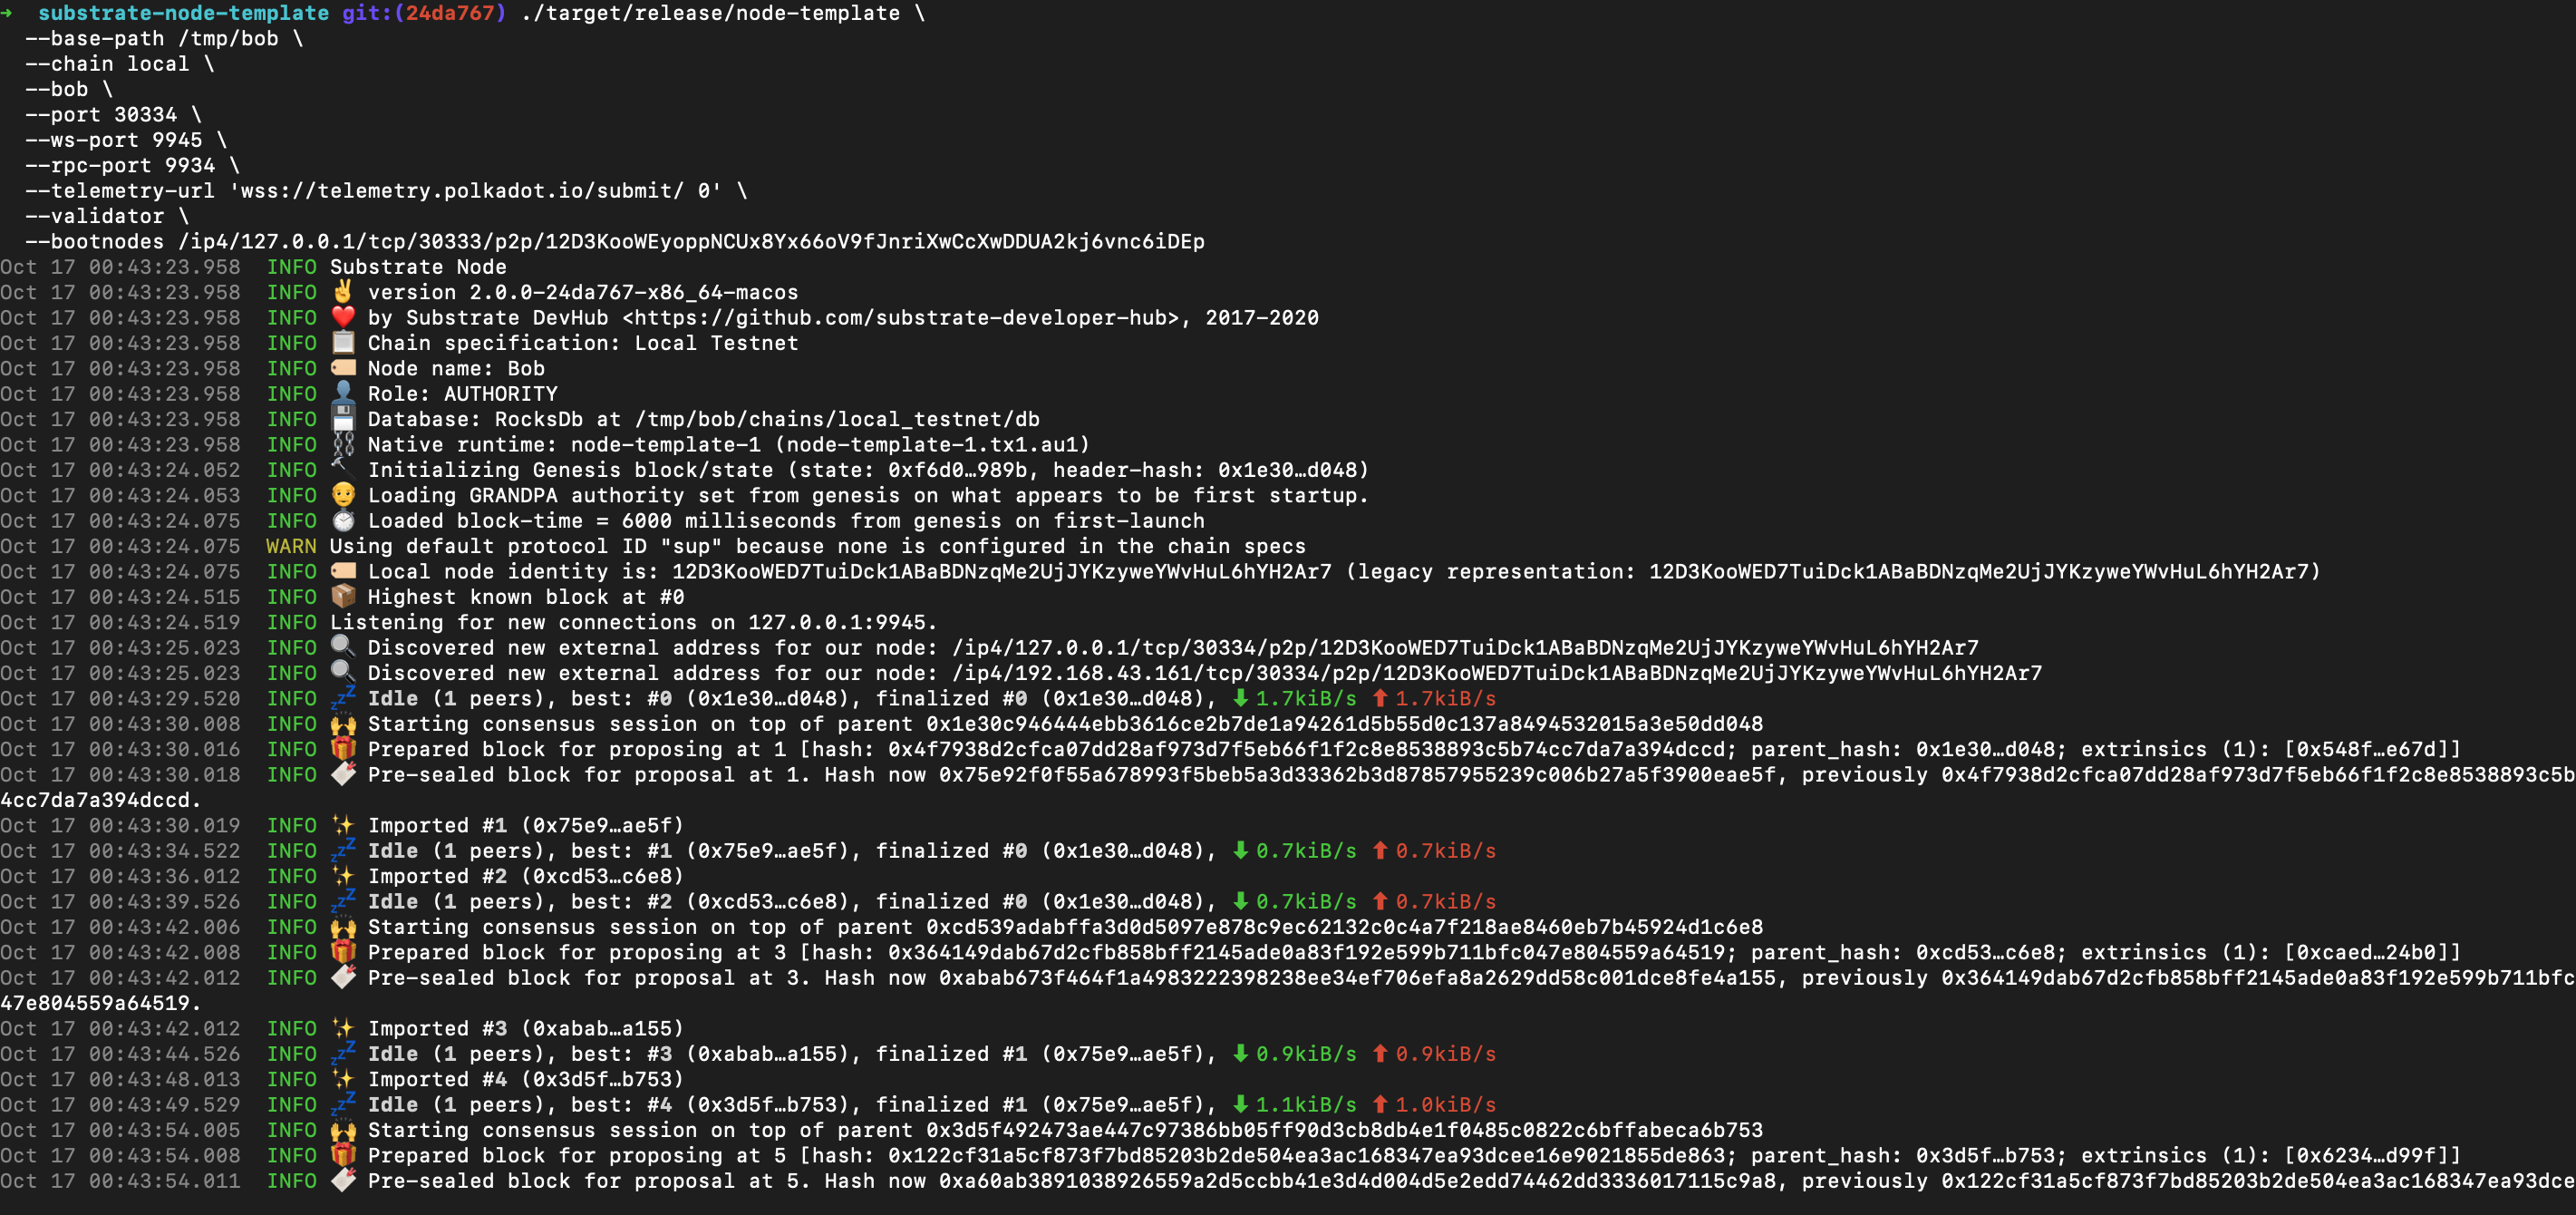 → substrate-node-template git:(24da767) ./target/release/node-template \
--base-path /tmp/bob \
--chain local \
--bob \
--port 30334 \
--ws-port 9945 \
--rpc-port 9934 \
--telemetry-url 'wss://telemetry.polkadot.io/submit/ 0' \
--validator \
--bootnodes /ip4/127.0.0.1/tcp/30333/p2p/12D3KooWEyoppNCUx8Yx66oV9fJnriXwCcXwDDUA2kj6vnc6iDEp
Oct 17 00:43:23.958 INFO Substrate Node
Oct 17 00:43:23.958 INFO ✌️ version 2.0.0-24da767-x86_64-macos
Oct 17 00:43:23.958 INFO ❤️ by Substrate DevHub <https://github.com/substrate-developer-hub>, 2017-2020
Oct 17 00:43:23.958 INFO 📋 Chain specification: Local Testnet
Oct 17 00:43:23.958 INFO 🏷 Node name: Bob
Oct 17 00:43:23.958 INFO 👤 Role: AUTHORITY
Oct 17 00:43:23.958 INFO 💾 Database: RocksDb at /tmp/bob/chains/local_testnet/db
Oct 17 00:43:23.958 INFO ⛓ Native runtime: node-template-1 (node-template-1.tx1.au1)
Oct 17 00:43:24.052 INFO 🔨 Initializing Genesis block/state (state: 0xf6d0…989b, header-hash: 0x1e30…d048)
Oct 17 00:43:24.053 INFO 👴 Loading GRANDPA authority set from genesis on what appears to be first startup.
Oct 17 00:43:24.075 INFO ⏱ Loaded block-time = 6000 milliseconds from genesis on first-launch
Oct 17 00:43:24.075 WARN Using default protocol ID "sup" because none is configured in the chain specs
Oct 17 00:43:24.075 INFO 🏷 Local node identity is: 12D3KooWED7TuiDck1ABaBDNzqMe2UjJYKzyweYWvHuL6hYH2Ar7 (legacy representation: 12D3KooWED7TuiDck1ABaBDNzqMe2UjJYKzyweYWvHuL6hYH2Ar7)
Oct 17 00:43:24.515 INFO 📦 Highest known block at #0
Oct 17 00:43:24.519 INFO Listening for new connections on 127.0.0.1:9945.
Oct 17 00:43:25.023 INFO 🔍 Discovered new external address for our node: /ip4/127.0.0.1/tcp/30334/p2p/12D3KooWED7TuiDck1ABaBDNzqMe2UjJYKzyweYWvHuL6hYH2Ar7
Oct 17 00:43:25.023 INFO 🔍 Discovered new external address for our node: /ip4/192.168.43.161/tcp/30334/p2p/12D3KooWED7TuiDck1ABaBDNzqMe2UjJYKzyweYWvHuL6hYH2Ar7
Oct 17 00:43:29.520 INFO 💤 Idle (1 peers), best: #0 (0x1e30…d048), finalized #0 (0x1e30…d048), ⬇ 1.7kiB/s ⬆ 1.7kiB/s
Oct 17 00:43:30.008 INFO 🙌 Starting consensus session on top of parent 0x1e30c946444ebb3616ce2b7de1a94261d5b55d0c137a8494532015a3e50dd048
Oct 17 00:43:30.016 INFO 🎁 Prepared block for proposing at 1 [hash: 0x4f7938d2cfca07dd28af973d7f5eb66f1f2c8e8538893c5b74cc7da7a394dccd; parent_hash: 0x1e30…d048; extrinsics (1): [0x548f…e67d]]
Oct 17 00:43:30.018 INFO 🔖 Pre-sealed block for proposal at 1. Hash now 0x75e92f0f55a678993f5beb5a3d33362b3d87857955239c006b27a5f3900eae5f, previously 0x4f7938d2cfca07dd28af973d7f5eb66f1f2c8e8538893c5b
4cc7da7a394dccd.
Oct 17 00:43:30.019 INFO ✨ Imported #1 (0x75e9…ae5f)
Oct 17 00:43:34.522 INFO 💤 Idle (1 peers), best: #1 (0x75e9…ae5f), finalized #0 (0x1e30…d048), ⬇ 0.7kiB/s ⬆ 0.7kiB/s
Oct 17 00:43:36.012 INFO ✨ Imported #2 (0xcd53…c6e8)
Oct 17 00:43:39.526 INFO 💤 Idle (1 peers), best: #2 (0xcd53…c6e8), finalized #0 (0x1e30…d048), ⬇ 0.7kiB/s ⬆ 0.7kiB/s
Oct 17 00:43:42.006 INFO 🙌 Starting consensus session on top of parent 0xcd539adabffa3d0d5097e878c9ec62132c0c4a7f218ae8460eb7b45924d1c6e8
Oct 17 00:43:42.008 INFO 🎁 Prepared block for proposing at 3 [hash: 0x364149dab67d2cfb858bff2145ade0a83f192e599b711bfc047e804559a64519; parent_hash: 0xcd53…c6e8; extrinsics (1): [0xcaed…24b0]]
Oct 17 00:43:42.012 INFO 🔖 Pre-sealed block for proposal at 3. Hash now 0xabab673f464f1a4983222398238ee34ef706efa8a2629dd58c001dce8fe4a155, previously 0x364149dab67d2cfb858bff2145ade0a83f192e599b711bfc
47e804559a64519.
Oct 17 00:43:42.012 INFO ✨ Imported #3 (0xabab…a155)
Oct 17 00:43:44.526 INFO 💤 Idle (1 peers), best: #3 (0xabab…a155), finalized #1 (0x75e9…ae5f), ⬇ 0.9kiB/s ⬆ 0.9kiB/s
Oct 17 00:43:48.013 INFO ✨ Imported #4 (0x3d5f…b753)
Oct 17 00:43:49.529 INFO 💤 Idle (1 peers), best: #4 (0x3d5f…b753), finalized #1 (0x75e9…ae5f), ⬇ 1.1kiB/s ⬆ 1.0kiB/s
Oct 17 00:43:54.005 INFO 🙌 Starting consensus session on top of parent 0x3d5f492473ae447c97386bb05ff90d3cb8db4e1f0485c0822c6bffabeca6b753
Oct 17 00:43:54.008 INFO 🎁 Prepared block for proposing at 5 [hash: 0x122cf31a5cf873f7bd85203b2de504ea3ac168347ea93dcee16e9021855de863; parent_hash: 0x3d5f…b753; extrinsics (1): [0x6234…d99f]]
Oct 17 00:43:54.011 INFO 🔖 Pre-sealed block for proposal at 5. Hash now 0xa60ab3891038926559a2d5ccbb41e3d4d004d5e2edd74462dd3336017115c9a8, previously 0x122cf31a5cf873f7bd85203b2de504ea3ac168347ea93dce